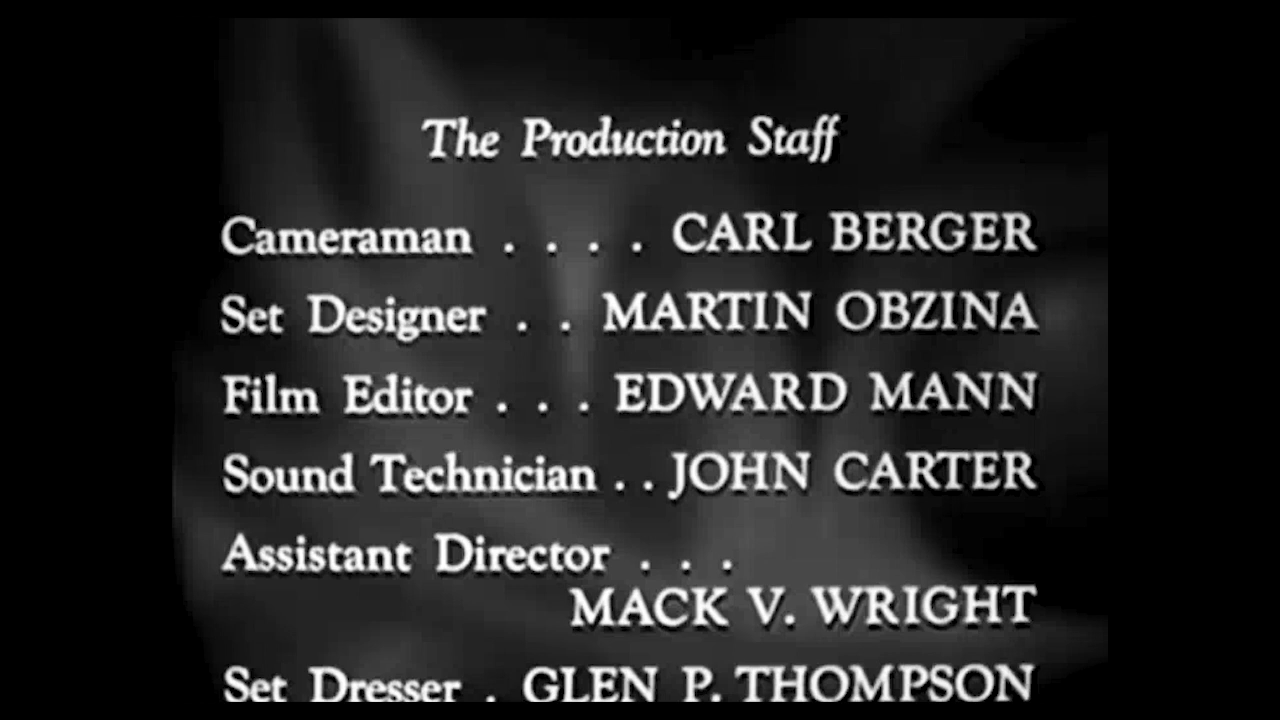 The Production Staff
Cameraman . . . . CARL BERGER
Set Designer . . MARTIN OBZINA
Film Editor . . . EDWARD MANN
Sound Technician . . JOHN CARTER
Assistant Director . . .
MACK V. WRIGHT
Set Dresser . GLEN P. THOMPSON